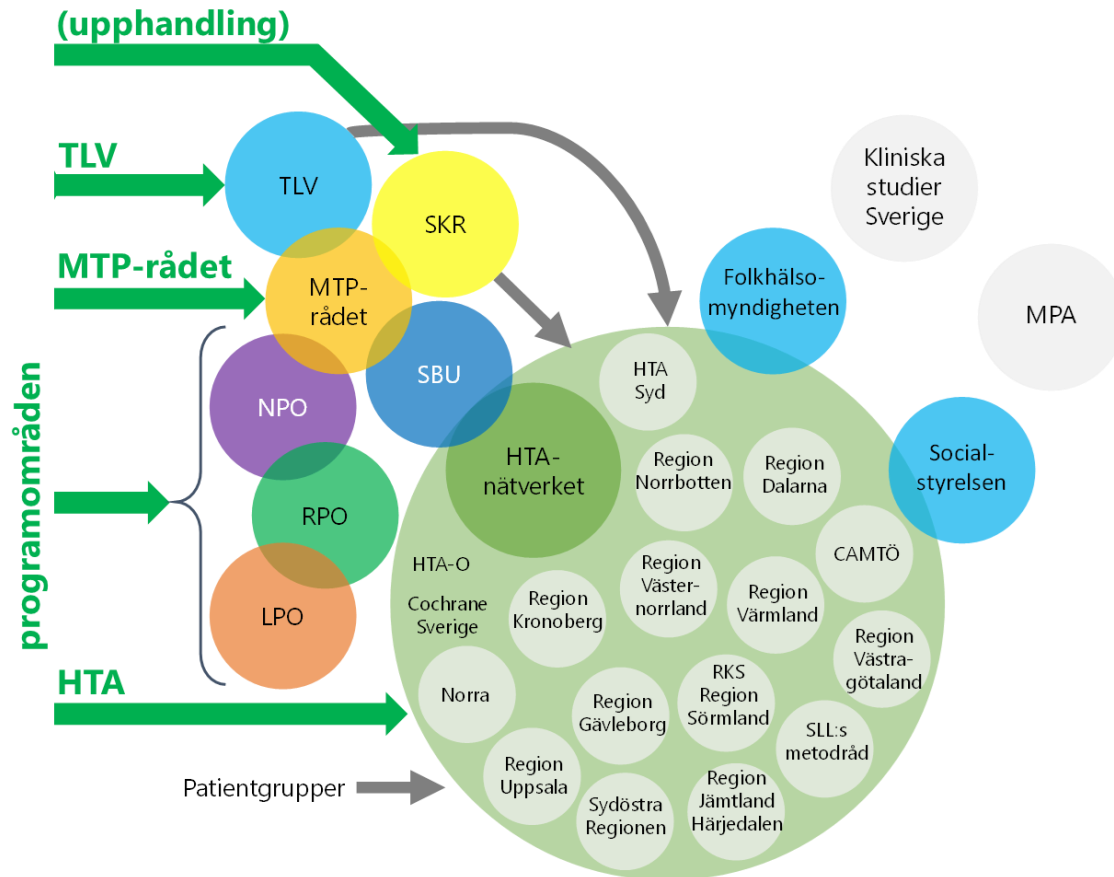 (upphandling)
TLV
MTP-rådet
programområden
HTA
TLV
SKR
MTP-
rådet
SBU
NPO
RPO
LPO
HTA-
nätverket
Kliniska
studier
Sverige
MPA
Folkhälso-
myndigheten
Social-
styrelsen
HTA
Syd
Region
Norrbotten
Region
Dalarna
CAMTÖ
HTA-O
Cochrane
Sverige
Region
Kronoberg
Region
Väster-
norrland
Region
Värmland
Region
Västra-
götaland
Norra
Region
Gävleborg
RKS
Region
Sörmland
SLL:s
metodråd
Region
Uppsala
Sydöstra
Regionen
Region
Jämtland
Härjedalen
Patientgrupper